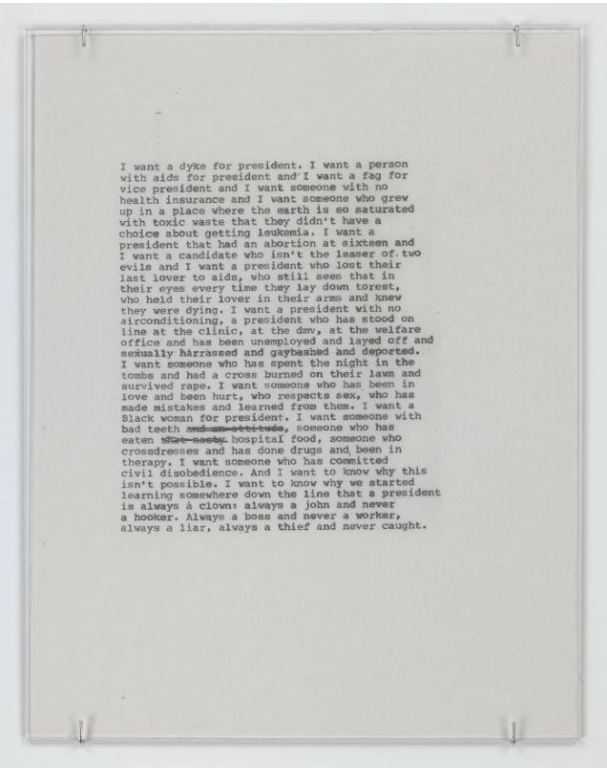 I want a dyke for president. I want a person
with aids for president and I want a fag for
vice president and I want someone with no
health insurance and I want someone who grew
up in a place where the earth is so saturated
with toxic waste that they didn't have a
choice about getting leukemia. I want a
president that had an abortion at sixteen and
I want a candidate who isn't the lesser of two
evils and I want a president who lost their
last lover to aids, who still sees that in
their eyes every time they lay down torest,
who held their lover in their arms and knew
they were dying. I want a president with no
airconditioning, a president who has stood on
line at the clinic, at the dmv, at the welfare
office and has been unemployed and layed off and
sexually harrassed and gaybashed and deported.
I want someone who has spent the night in the
tombs and had a cross burned on their lawn and
survived rape. I want someone who has been in
love and been hurt, who respects sex, who has
made mistakes and learned from them. I want a
Black woman for president. I want someone with
bad teeth and an attitude, someone who has
eaten that nasty hospital food, someone who
crossdresses and has done drugs and been in
therapy. I want someone who has committed
civil disobedience. And I want to know why this
isn't possible. I want to know why we started
learning somewhere down the line that a president
is always a clown: always a john and never
a hooker. Always a boss and never a worker,
always a liar, always a thief and never caught.